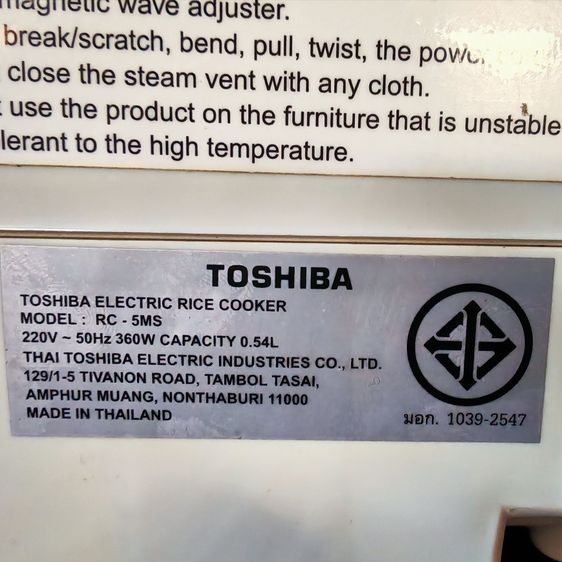 magnetic wave adjuster.
break/scratch, bend, pull, twist, the
close the steam vent with any cloth.
use the product on the furniture that is unstable
lerant to the high temperature.
TOSHIBA
TOSHIBA ELECTRIC RICE COOKER
MODEL : RC - 5MS
220V ~ 50Hz 360W CAPACITY 0.54L
THAI TOSHIBA ELECTRIC INDUSTRIES CO., LTD.
129/1-5 TIVANON ROAD, TAMBOL TASAI,
AMPHUR MUANG, NONTHABURI 11000
MADE IN THAILAND
มอก. 1039-2547